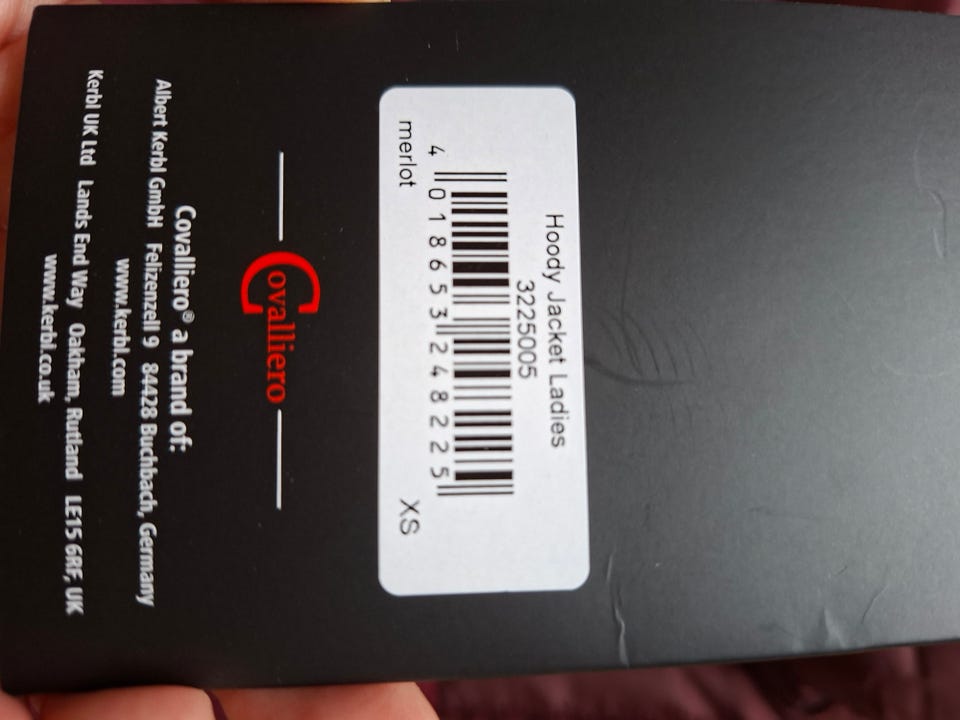 Hoody Jacket Ladies
3225005
4 018653 248225
merlot XS
Covalliero
Covalliero® a brand of:
Albert Kerbl GmbH Felizenzell 9 84428 Buchbach, Germany
www.kerbl.com
Kerbl UK Ltd Lands End Way Oakham, Rutland LE15 6RF, UK
www.kerbl.co.uk